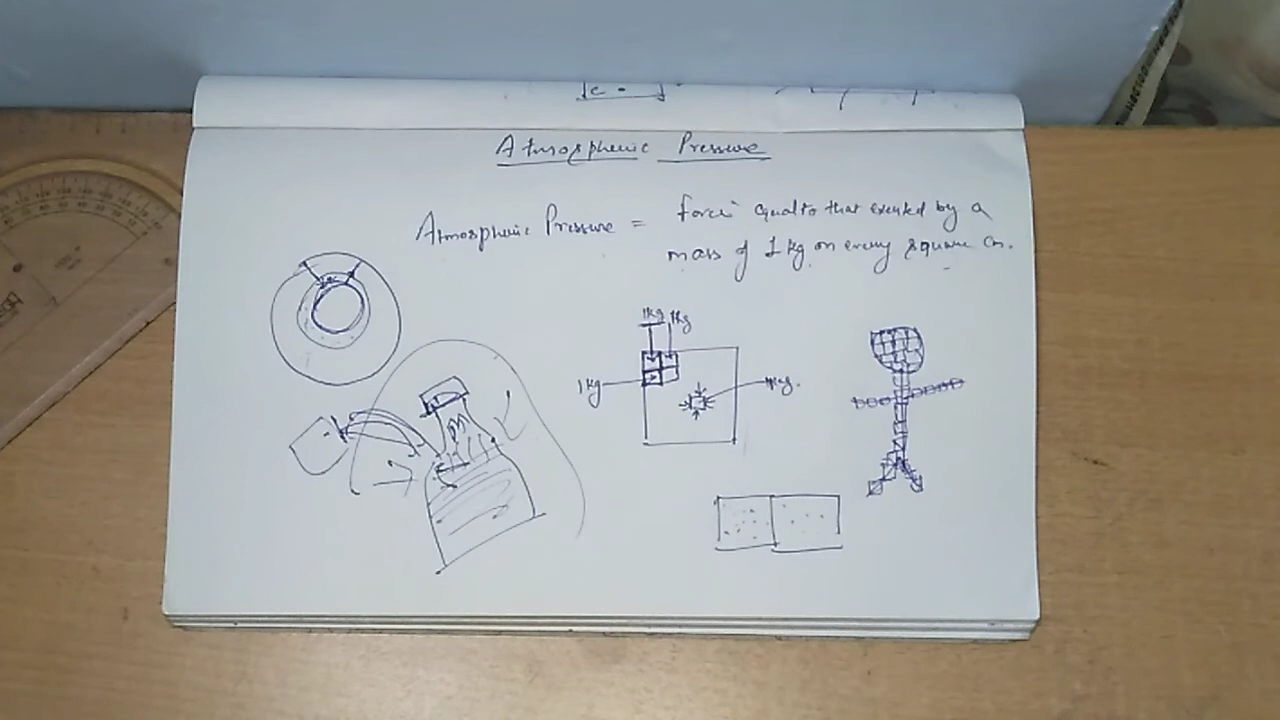 Atmospheric Pressure
Atmospheric Pressure = force equal to that exerted by a
mass of 1 kg on every square cm.
1kg 1kg
1kg